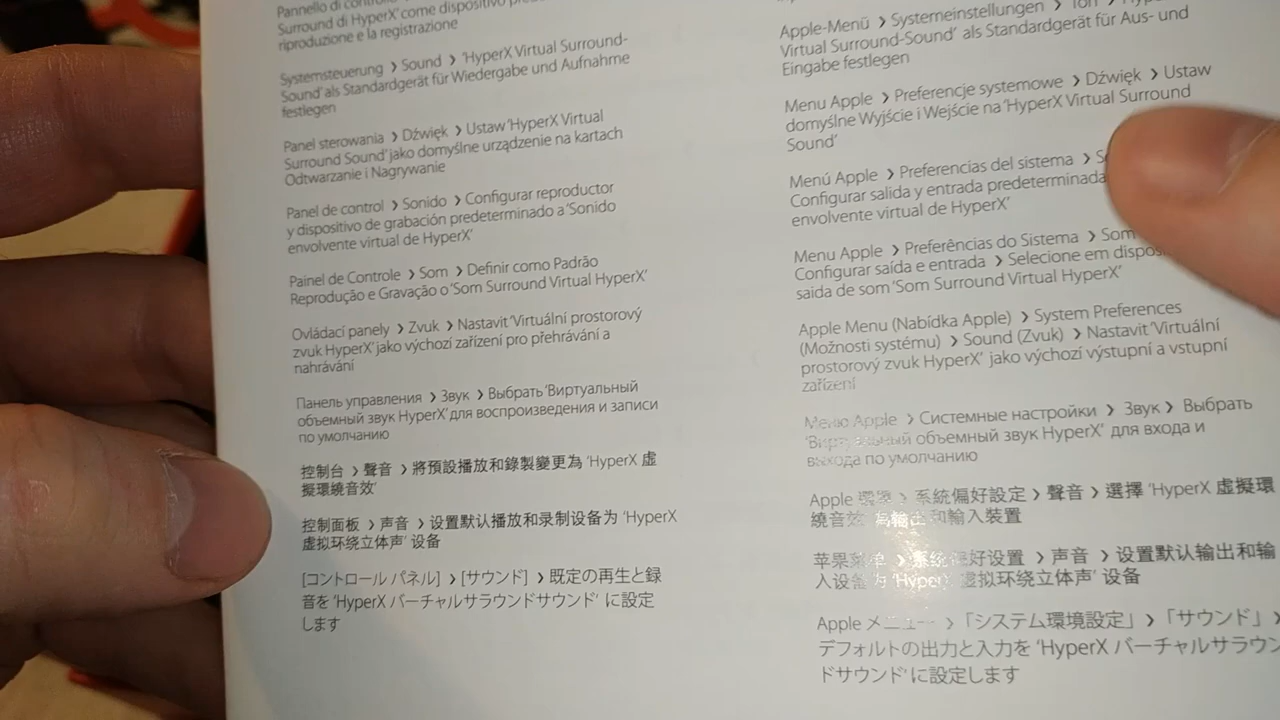 Pannello di controllo
Surround di HyperX' come dispositivo
riproduzione e la registrazione
Systemsteuerung › Sound › 'HyperX Virtual Surround-
Sound' als Standardgerät für Wiedergabe und Aufnahme
festlegen
Panel sterowania › Dźwięk › Ustaw 'HyperX Virtual
Surround Sound' jako domyślne urządzenie na kartach
Odtwarzanie i Nagrywanie
Panel de control › Sonido › Configurar reproductor
y dispositivo de grabación predeterminado a 'Sonido
envolvente virtual de HyperX'
Painel de Controle › Som › Definir como Padrão
Reprodução e Gravação o 'Som Surround Virtual HyperX'
Ovládací panely › Zvuk › Nastavit 'Virtuální prostorový
zvuk HyperX' jako výchozí zařízení pro přehrávání a
nahrávání
Панель управления › Звук › Выбрать 'Виртуальный
объемный звук HyperX' для воспроизведения и записи
по умолчанию
控制台 › 聲音 › 將預設播放和錄製變更為 'HyperX 虛
擬環繞音效'
控制面板 › 声音 › 设置默认播放和录制设备为 'HyperX
虚拟环绕立体声' 设备
[コントロール パネル] › [サウンド] › 既定の再生と録
音を 'HyperX バーチャルサラウンドサウンド' に設定
します
Apple-Menü › Systemeinstellungen › Ton ›
Virtual Surround-Sound' als Standardgerät für Aus- und
Eingabe festlegen
Menu Apple › Preferencje systemowe › Dźwięk › Ustaw
domyślne Wyjście i Wejście na 'HyperX Virtual Surround
Sound'
Menú Apple › Preferencias del sistema ›
Configurar salida y entrada predeterminada
envolvente virtual de HyperX'
Menu Apple › Preferências do Sistema › Som
Configurar saída e entrada › Selecione em
saida de som 'Som Surround Virtual HyperX'
Apple Menu (Nabídka Apple) › System Preferences
(Možnosti systému) › Sound (Zvuk) › Nastavit 'Virtuální
prostorový zvuk HyperX' jako výchozí výstupní a vstupní
zařízení
Меню Apple › Системные настройки › Звук › Выбрать
'Виртуальный объемный звук HyperX' для входа и
выхода по умолчанию
Apple 選單 › 系統偏好設定 › 聲音 › 選擇 'HyperX 虛擬環
繞音效' 為輸出和輸入裝置
苹果菜单 › 系统偏好设置 › 声音 › 设置默认输出和输
入设备为 'HyperX 虚拟环绕立体声' 设备
Apple メニュー ›「システム環境設定」›「サウンド」›
デフォルトの出力と入力を 'HyperX バーチャルサラウン
ドサウンド' に設定します